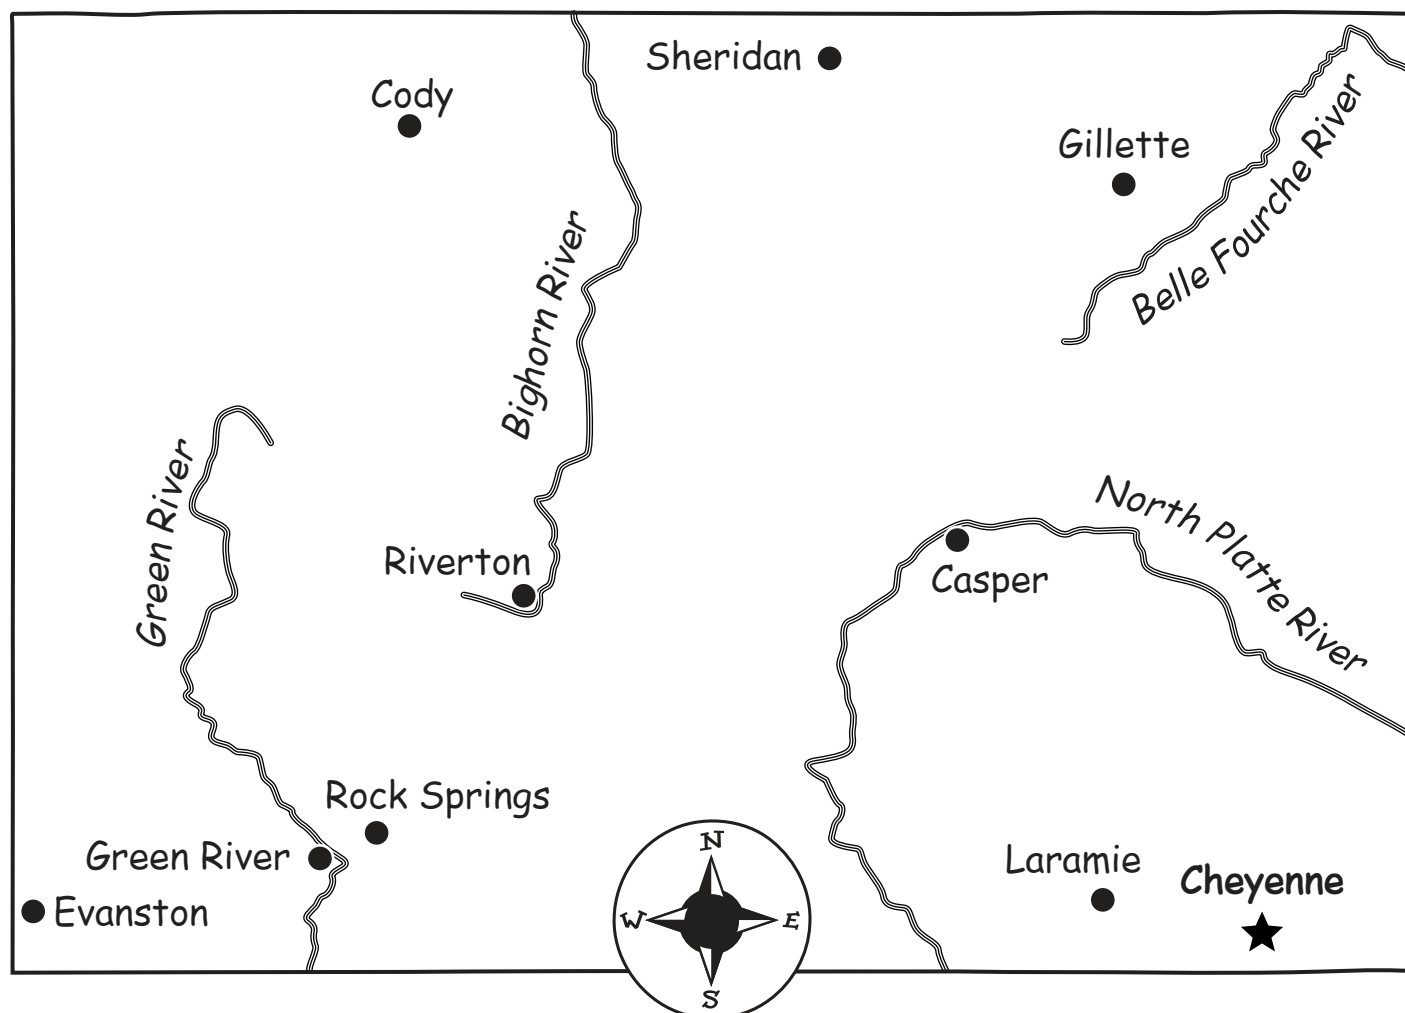 Sheridan
Cody
Gillette
Belle Fourche River
Bighorn River
Green River
North Platte River
Riverton
Casper
Rock Springs
Green River
Evanston
Laramie
Cheyenne
N
W
E
S